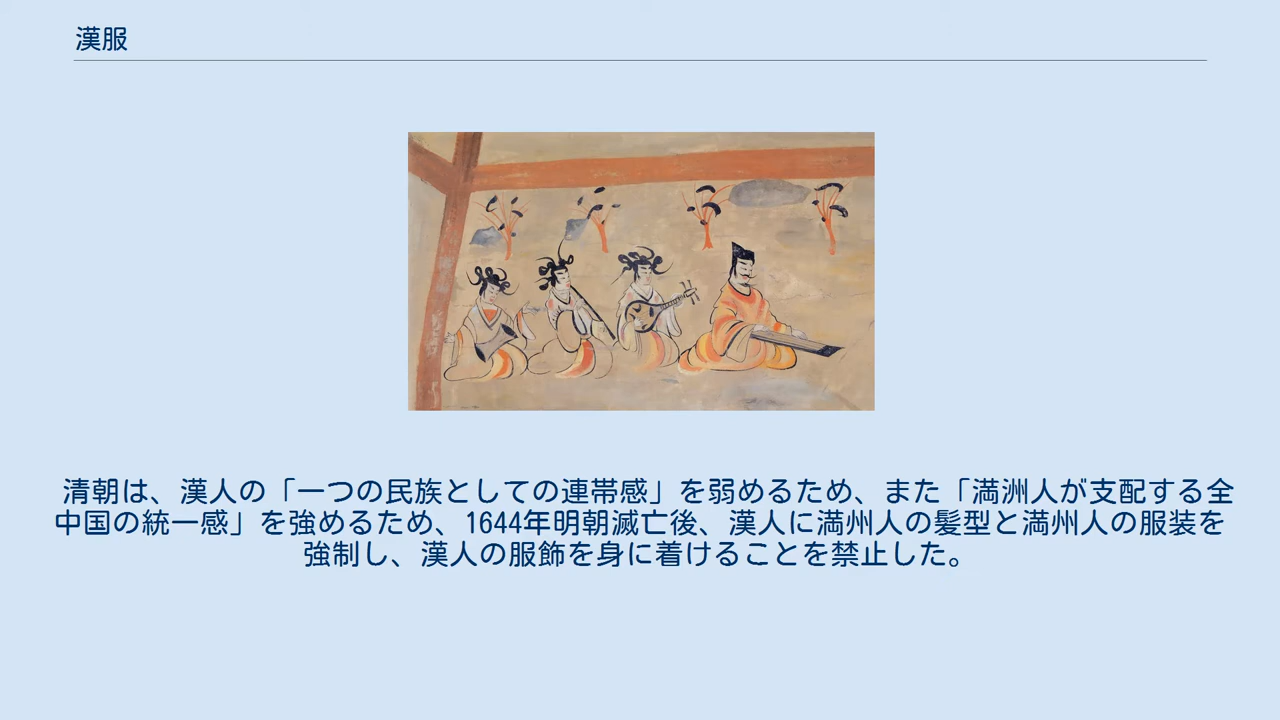 漢服
清朝は、漢人の「一つの民族としての連帯感」を弱めるため、また「満洲人が支配する全
中国の統一感」を強めるため、1644年明朝滅亡後、漢人に満州人の髪型と満州人の服装を
強制し、漢人の服飾を身に着けることを禁止した。